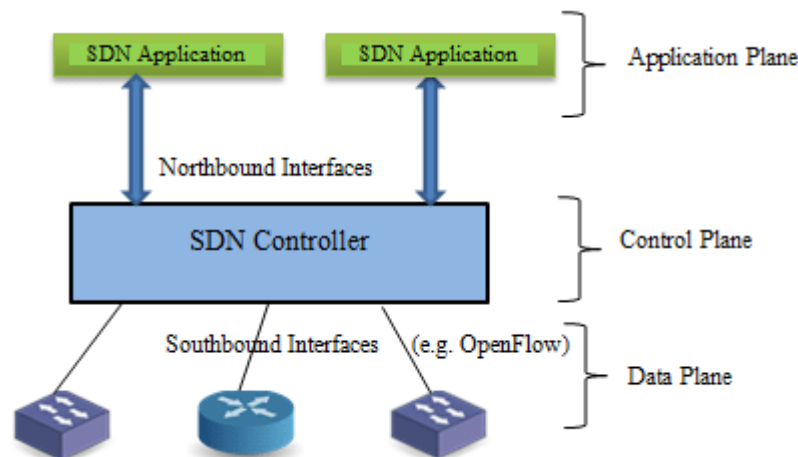 SDN Application
SDN Application
Application Plane
Northbound Interfaces
SDN Controller
Control Plane
Southbound Interfaces (e.g. OpenFlow)
Data Plane